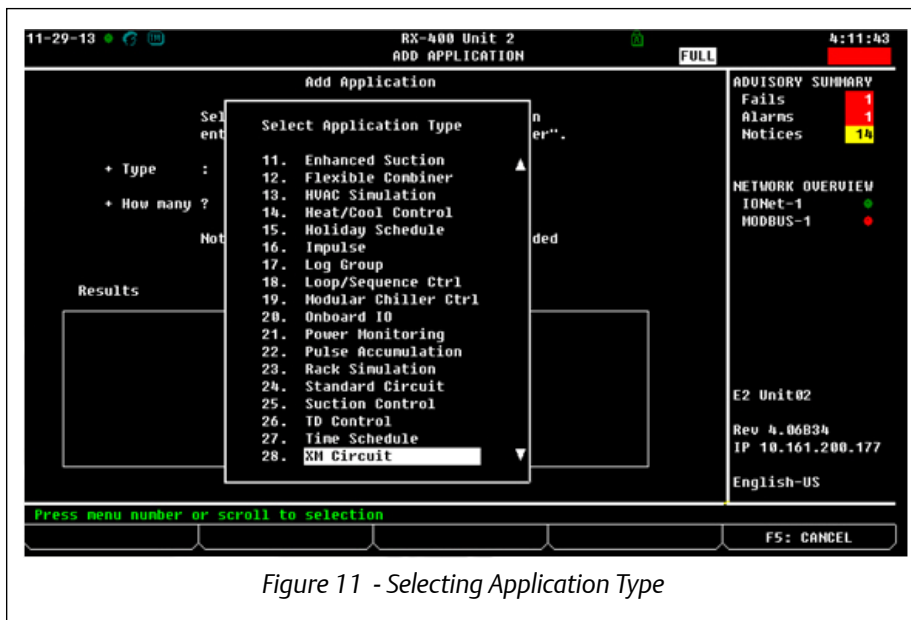 11-29-13 RX-400 Unit 2 4:11:43
ADD APPLICATION FULL
Add Application
Sel n
ent er".
+ Type :
+ How many ?
Not ded
Results
Select Application Type
11. Enhanced Suction
12. Flexible Combiner
13. HVAC Simulation
14. Heat/Cool Control
15. Holiday Schedule
16. Impulse
17. Log Group
18. Loop/Sequence Ctrl
19. Modular Chiller Ctrl
20. Onboard IO
21. Power Monitoring
22. Pulse Accumulation
23. Rack Simulation
24. Standard Circuit
25. Suction Control
26. TD Control
27. Time Schedule
28. XM Circuit
ADVISORY SUMMARY
Fails 1
Alarms 1
Notices 14
NETWORK OVERVIEW
IONet-1
MODBUS-1
E2 Unit02
Rev 4.06B34
IP 10.161.200.177
English-US
Press menu number or scroll to selection
F5: CANCEL
Figure 11 - Selecting Application Type